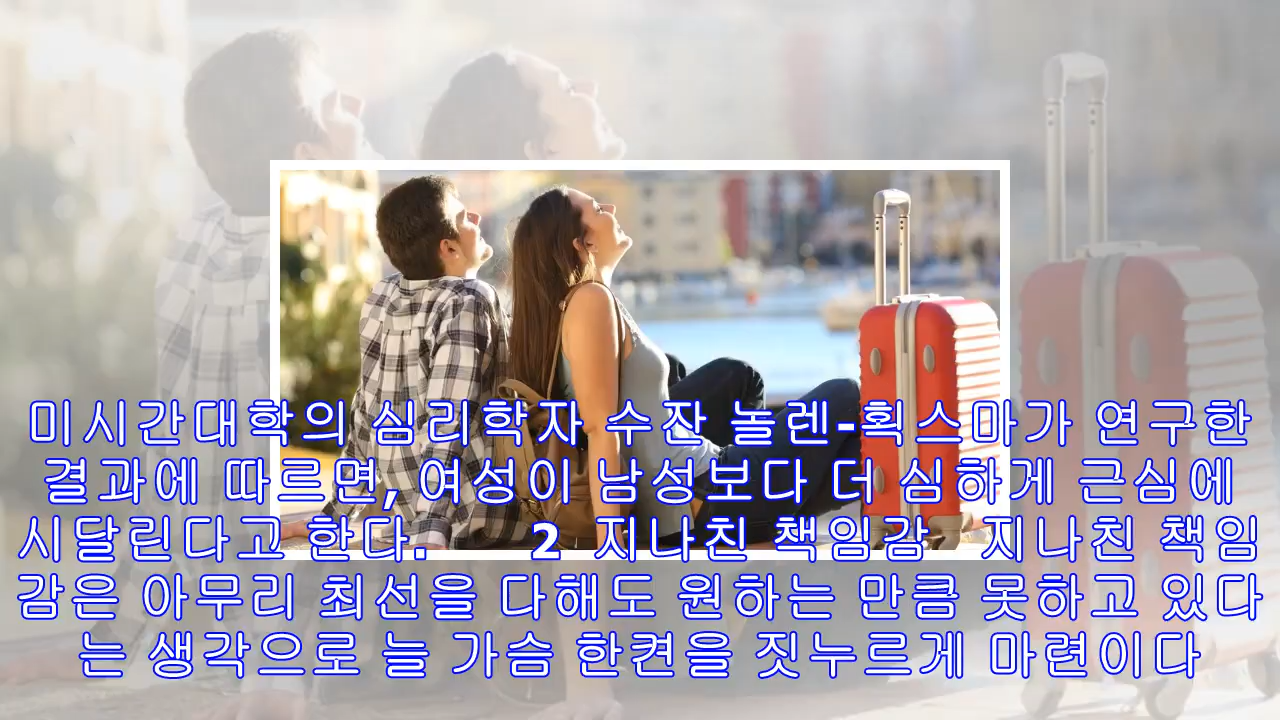 미시간대학의 심리학자 수잔 놀렌-획스마가 연구한
결과에 따르면, 여성이 남성보다 더 심하게 근심에
시달린다고 한다. 2 지나친 책임감 지나친 책임
감은 아무리 최선을 다해도 원하는 만큼 못하고 있다
는 생각으로 늘 가슴 한켠을 짓누르게 마련이다